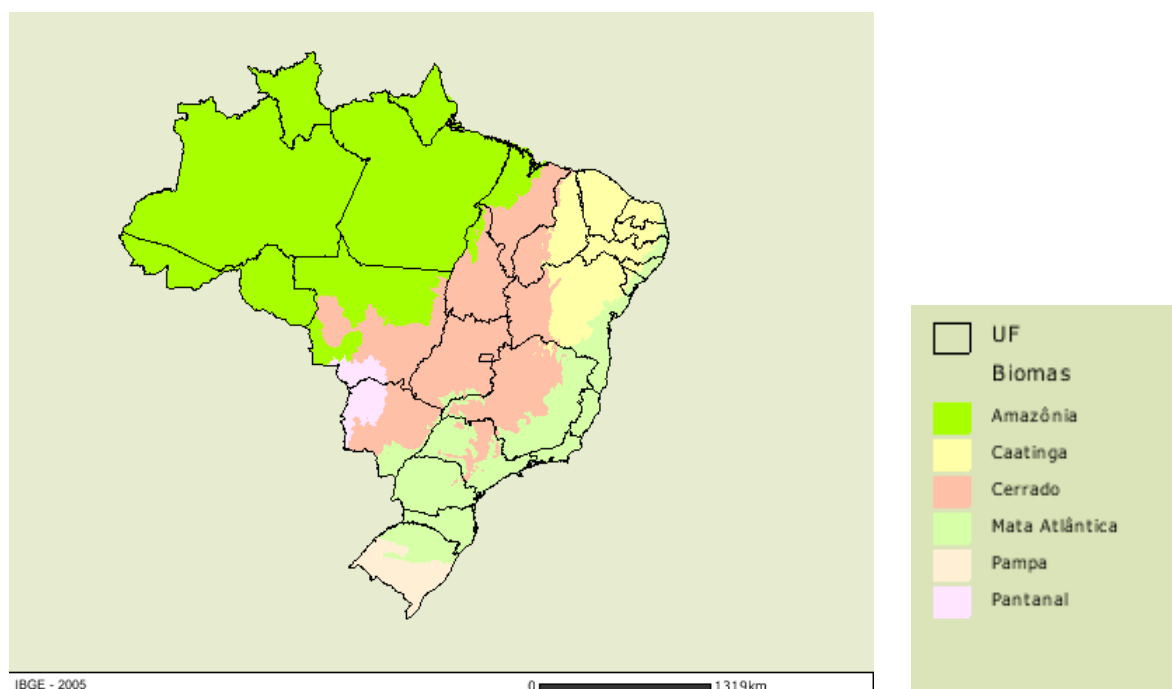 UF
Biomas
Amazônia
Caatinga
Cerrado
Mata Atlântica
Pampa
Pantanal
IBGE - 2005
0 1319km